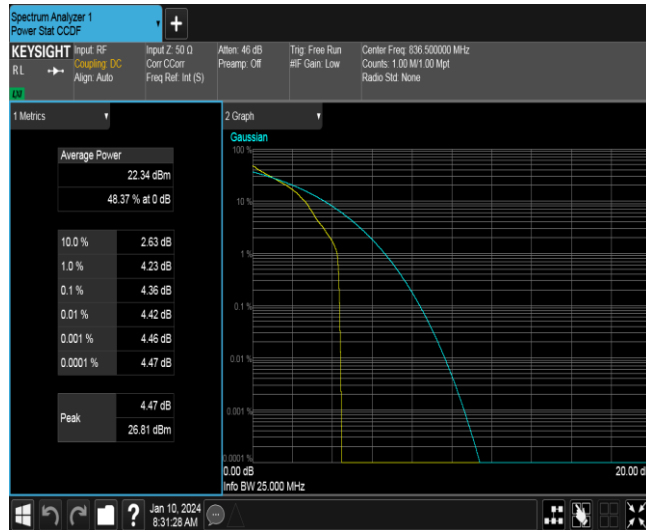 Spectrum Analyzer 1
Power Stat CCDF
+
KEYSIGHT
RL
LXI
Input: RF
Coupling: DC
Align: Auto
Input Z: 50 Ω
Corr CCorr
Freq Ref: Int (S)
Atten: 46 dB
Preamp: Off
Trig: Free Run
#IF Gain: Low
Center Freq: 836.500000 MHz
Counts: 1.00 M/1.00 Mpt
Radio Std: None
1 Metrics
Average Power
22.34 dBm
48.37 % at 0 dB
10.0 % 2.63 dB
1.0 % 4.23 dB
0.1 % 4.36 dB
0.01 % 4.42 dB
0.001 % 4.46 dB
0.0001 % 4.47 dB
Peak
4.47 dB
26.81 dBm
2 Graph
Gaussian
100 %
10 %
1 %
0.1 %
0.01 %
0.001 %
0.0001 %
0.00 dB 20.00 d
Info BW 25.000 MHz
?
Jan 10, 2024
8:31:28 AM